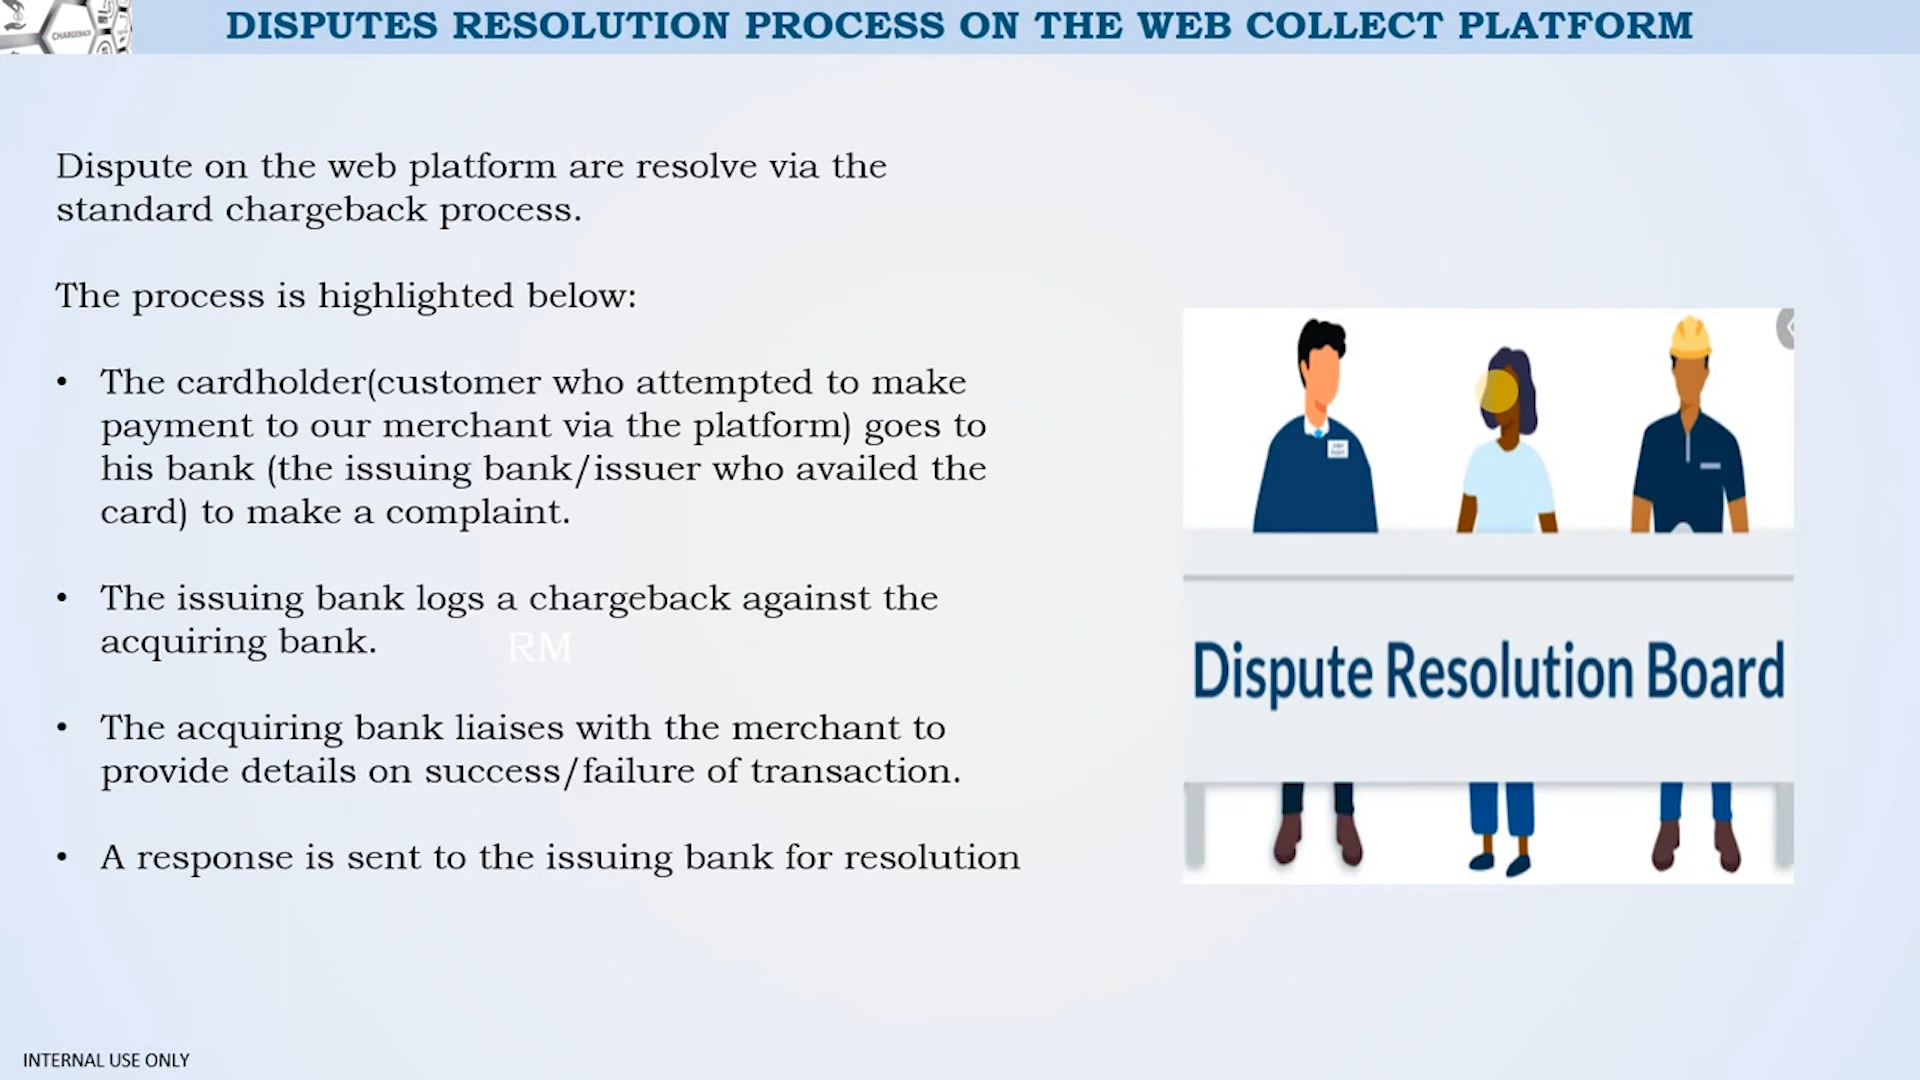 CHARGEBACK
DISPUTES RESOLUTION PROCESS ON THE WEB COLLECT PLATFORM
Dispute on the web platform are resolve via the
standard chargeback process.
The process is highlighted below:
• The cardholder(customer who attempted to make
payment to our merchant via the platform) goes to
his bank (the issuing bank/issuer who availed the
card) to make a complaint.
• The issuing bank logs a chargeback against the
acquiring bank.
RM
• The acquiring bank liaises with the merchant to
provide details on success/failure of transaction.
• A response is sent to the issuing bank for resolution
Dispute Resolution Board
INTERNAL USE ONLY